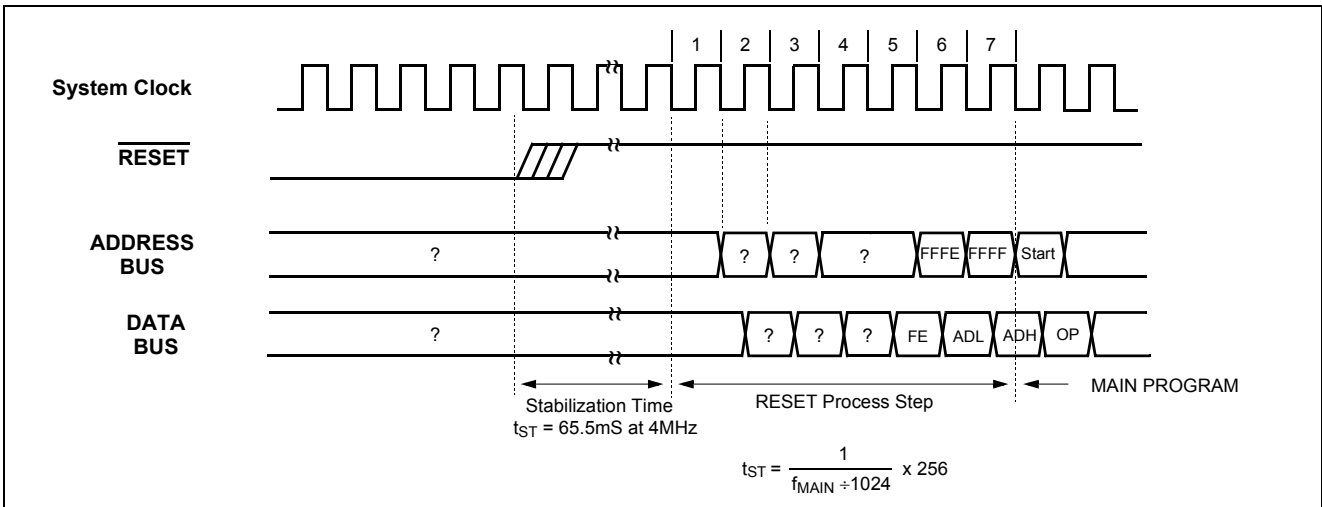 1 2 3 4 5 6 7
System Clock
RESET
ADDRESS
BUS
? ? ? ? FFFE FFFF Start
DATA
BUS
? ? ? ? FE ADL ADH OP
Stabilization Time
tST = 65.5mS at 4MHz
RESET Process Step
MAIN PROGRAM
tST = 1 / fMAIN ÷1024 x 256